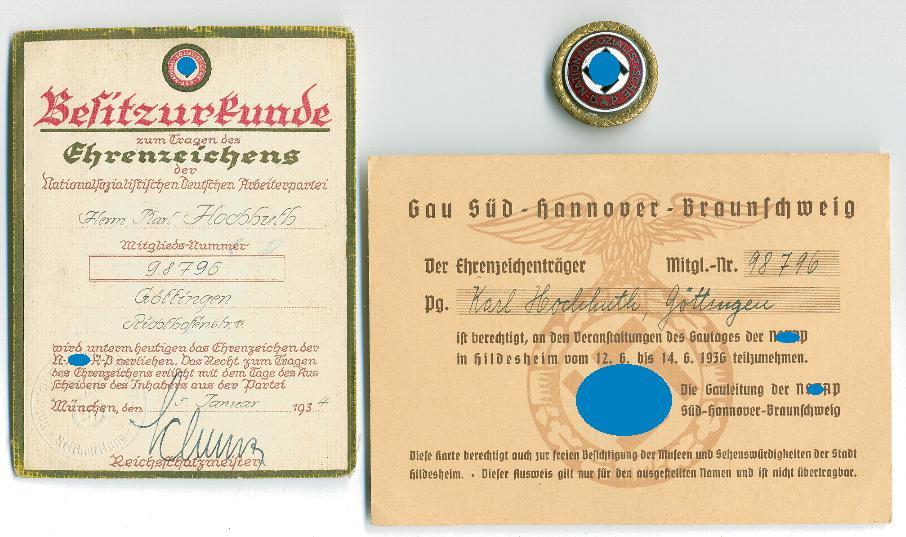 Besitzurkunde
zum Tragen des
Ehrenzeichens
der
Nationalsozialistischen Deutschen Arbeiterpartei
Herrn Karl Hochhuth
Mitglieds-Nummer
98796
Göttingen
wird unterm heutigen das Ehrenzeichen der
N. A-P verliehen. Das Recht zum Tragen
des Ehrenzeichens erlischt mit dem Tage des Aus
scheidens des Inhabers aus der Partei
München, den 5. Januar 1934
Reichsschatzmeister
NATIONALSOZIALISTISCHE
D.A.P.
Gau Süd-Hannover-Braunschweig
Der Ehrenzeichenträger Mitgl.-Nr. 98796
Pg. Karl Hochhuth, Göttingen
ist berechtigt, an den Veranstaltungen des Gautages der N P
in Hildesheim vom 12. 6. bis 14. 6. 1936 teilzunehmen.
Die Gauleitung der N AP
Süd-Hannover-Braunschweig
Diese Karte berechtigt auch zur freien Besichtigung der Museen und Sehenswürdigkeiten der Stadt
Hildesheim. • Dieser Ausweis gilt nur für den ausgestellten Namen und ist nicht übertragbar.